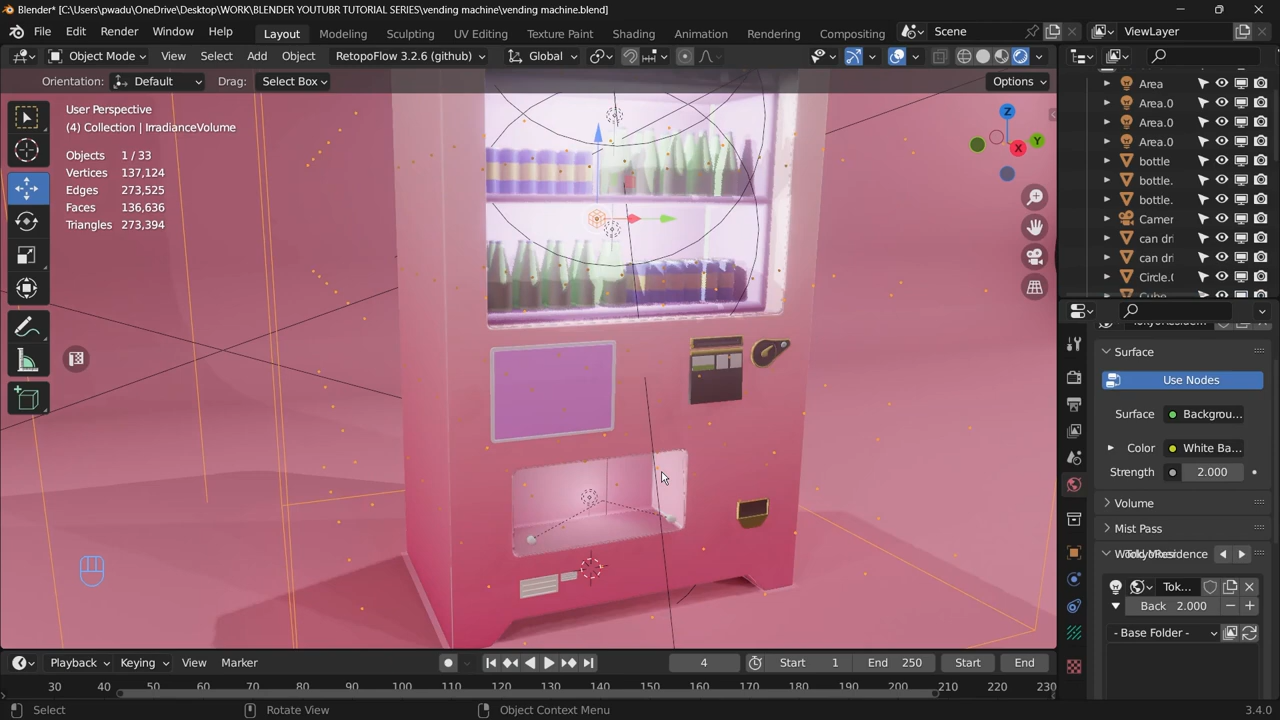 Blender* [C:\Users\pwadu\OneDrive\Desktop\WORK\BLENDER YOUTUBR TUTORIAL SERIES\vending machine\vending machine.blend]
File Edit Render Window Help Layout Modeling Sculpting UV Editing Texture Paint Shading Animation Rendering Compositing Scene ViewLayer
Object Mode View Select Add Object RetopoFlow 3.2.6 (github) Global
Orientation: Default Drag: Select Box Options
User Perspective
(4) Collection | IrradianceVolume
Objects 1 / 33
Vertices 137,124
Edges 273,525
Faces 136,636
Triangles 273,394
Z
Y
X
Area
Area.0
Area.0
Area.0
bottle
bottle.
bottle.
Camer
can dri
can dri
Circle.(
Surface
Use Nodes
Surface Backgrou...
Color White Ba...
Strength 2.000
Volume
Mist Pass
Tok...
Back 2.000
- Base Folder -
Playback Keying View Marker 4 Start 1 End 250 Start End
30 40 50 60 70 80 90 100 110 120 130 140 150 160 170 180 190 200 210 220 230
Select Rotate View Object Context Menu 3.4.0